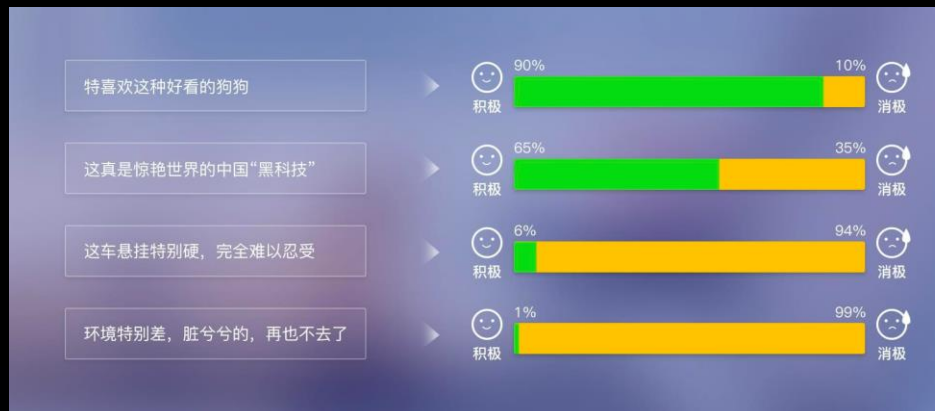 特喜欢这种好看的狗狗
90%
10%
积极
消极
这真是惊艳世界的中国“黑科技”
65%
35%
积极
消极
这车悬挂特别硬，完全难以忍受
6%
94%
积极
消极
环境特别差，脏兮兮的，再也不去了
1%
99%
积极
消极